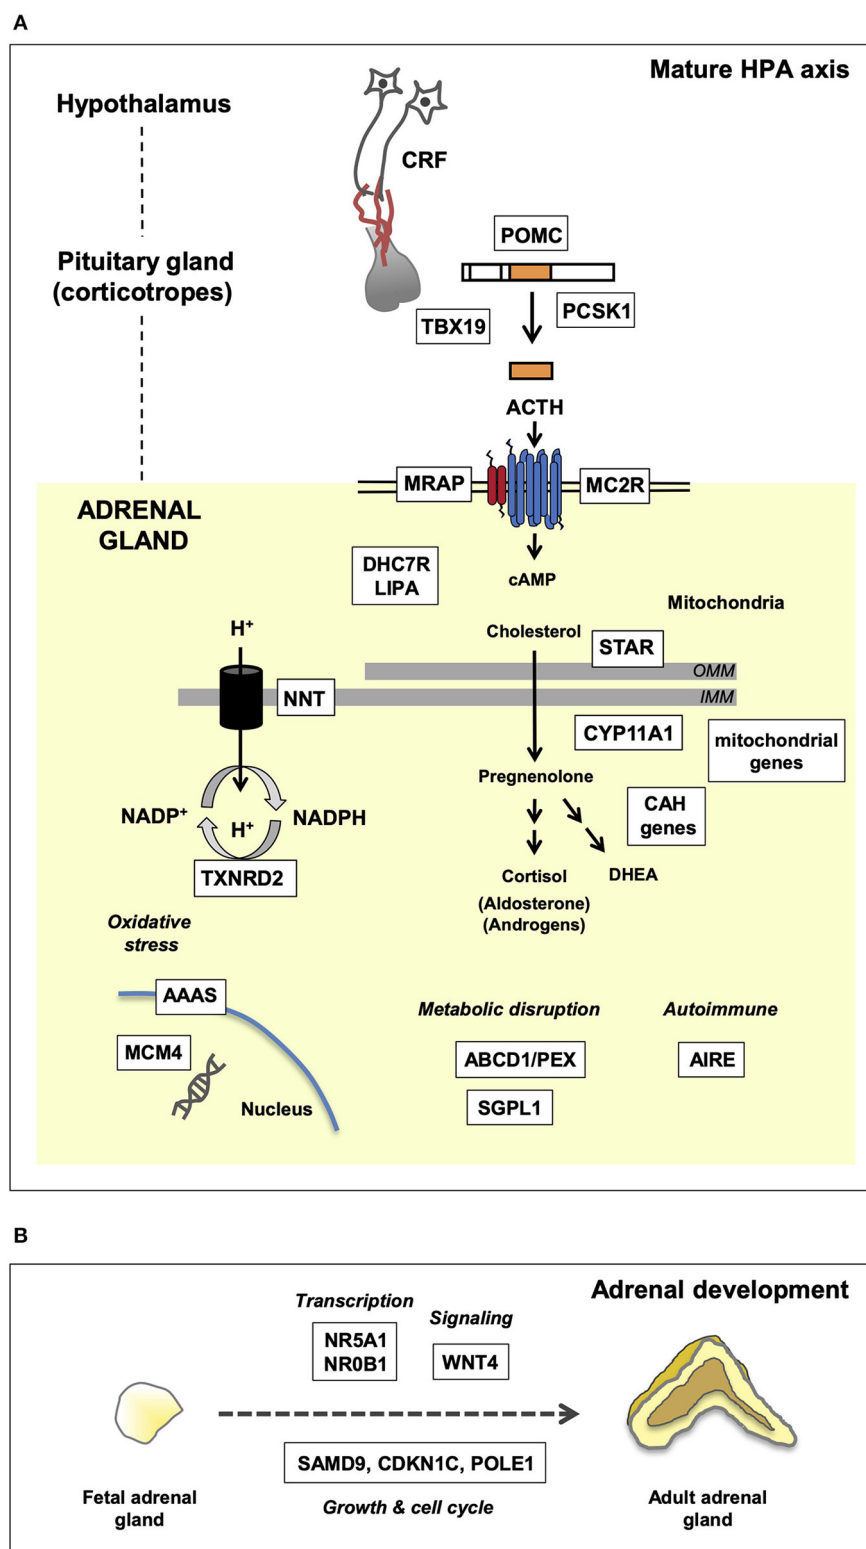 A
Mature HPA axis
Hypothalamus
CRF
POMC
Pituitary gland
(corticotropes)
PCSK1
TBX19
ACTH
MRAP
MC2R
ADRENAL
GLAND
DHC7R
LIPA
cAMP
Mitochondria
H+
Cholesterol
STAR
OMM
NNT
IMM
CYP11A1
mitochondrial
genes
Pregnenolone
NADP+
H+
NADPH
CAH
genes
TXNRD2
Cortisol
DHEA
(Aldosterone)
(Androgens)
Oxidative
stress
AAAS
Metabolic disruption
Autoimmune
MCM4
ABCD1/PEX
AIRE
Nucleus
SGPL1
B
Adrenal development
Transcription
Signaling
NR5A1
NR0B1
WNT4
SAMD9, CDKN1C, POLE1
Fetal adrenal
gland
Growth & cell cycle
Adult adrenal
gland